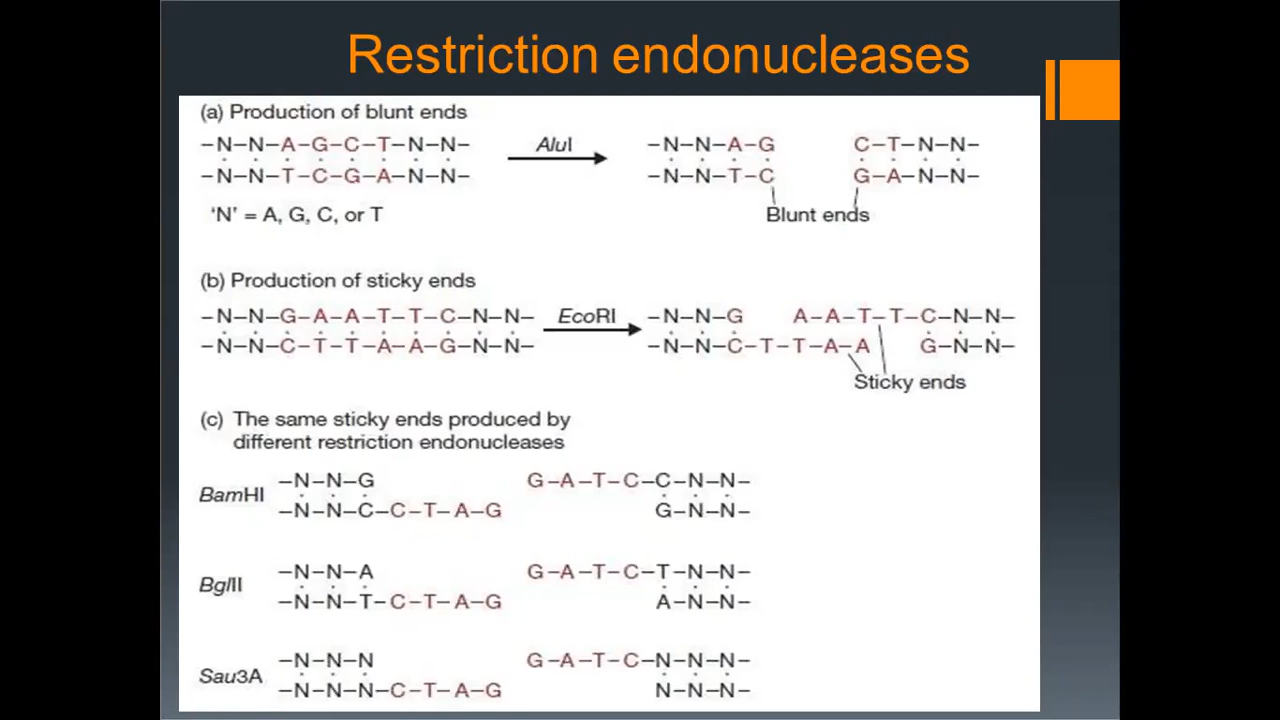 Restriction endonucleases
(a) Production of blunt ends
–N–N–A–G–C–T–N–N– AluI –N–N–A–G C–T–N–N–
–N–N–T–C–G–A–N–N– –N–N–T–C G–A–N–N–
'N' = A, G, C, or T Blunt ends
(b) Production of sticky ends
–N–N–G–A–A–T–T–C–N–N– EcoRI –N–N–G A–A–T–T–C–N–N–
–N–N–C–T–T–A–A–G–N–N– –N–N–C–T–T–A–A G–N–N–
Sticky ends
(c) The same sticky ends produced by
different restriction endonucleases
–N–N–G G–A–T–C–C–N–N–
BamHI
–N–N–C–C–T–A–G G–N–N–
–N–N–A G–A–T–C–T–N–N–
BglII
–N–N–T–C–T–A–G A–N–N–
–N–N–N G–A–T–C–N–N–N–
Sau3A
–N–N–N–C–T–A–G N–N–N–